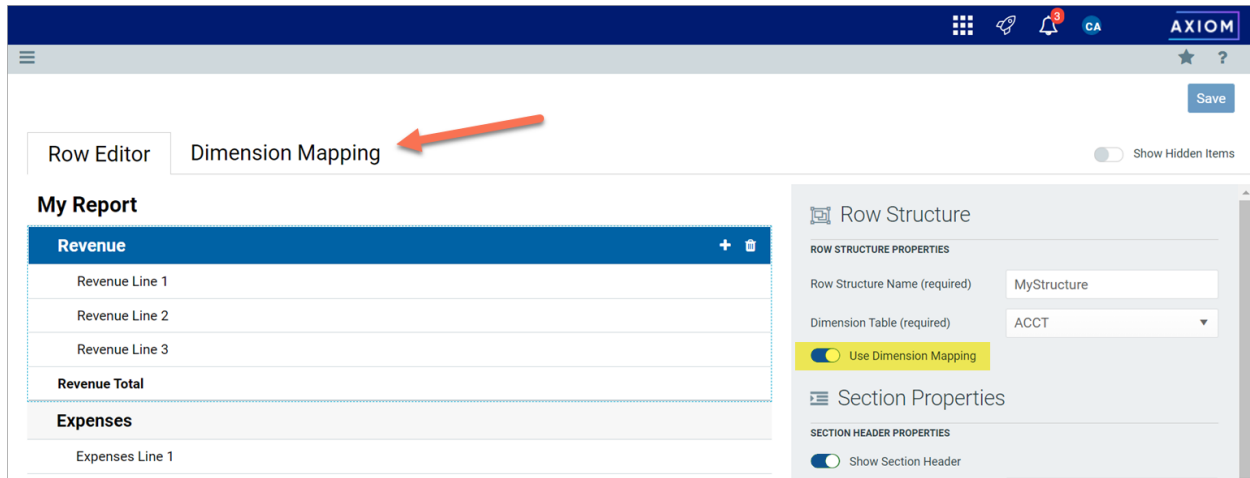 3
CA
AXIOM
?
Save
Row Editor
Dimension Mapping
Show Hidden Items
My Report
Revenue
Revenue Line 1
Revenue Line 2
Revenue Line 3
Revenue Total
Expenses
Expenses Line 1
Row Structure
ROW STRUCTURE PROPERTIES
Row Structure Name (required) MyStructure
Dimension Table (required) ACCT
Use Dimension Mapping
Section Properties
SECTION HEADER PROPERTIES
Show Section Header